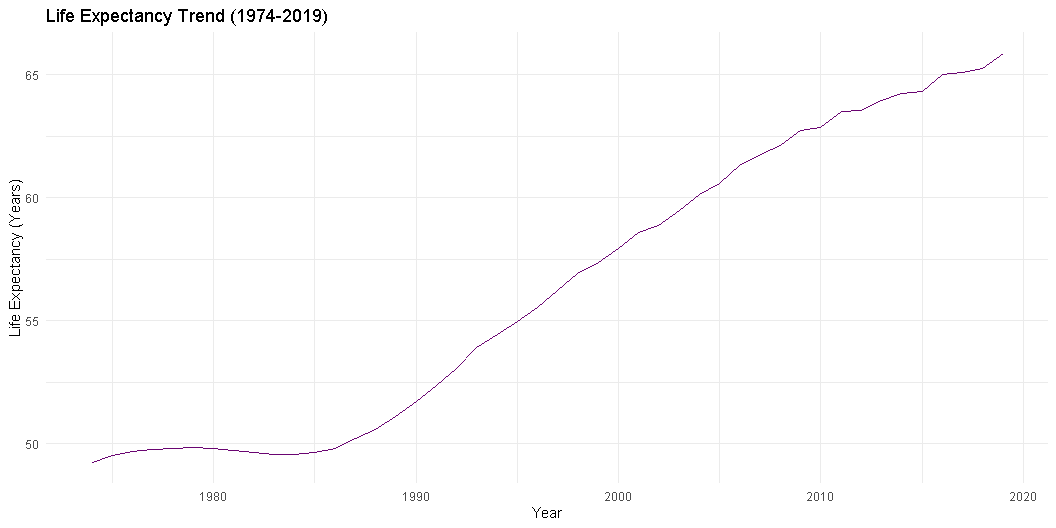 Life Expectancy Trend (1974-2019)
Life Expectancy (Years)
65
60
55
50
1980 1990 2000 2010 2020
Year